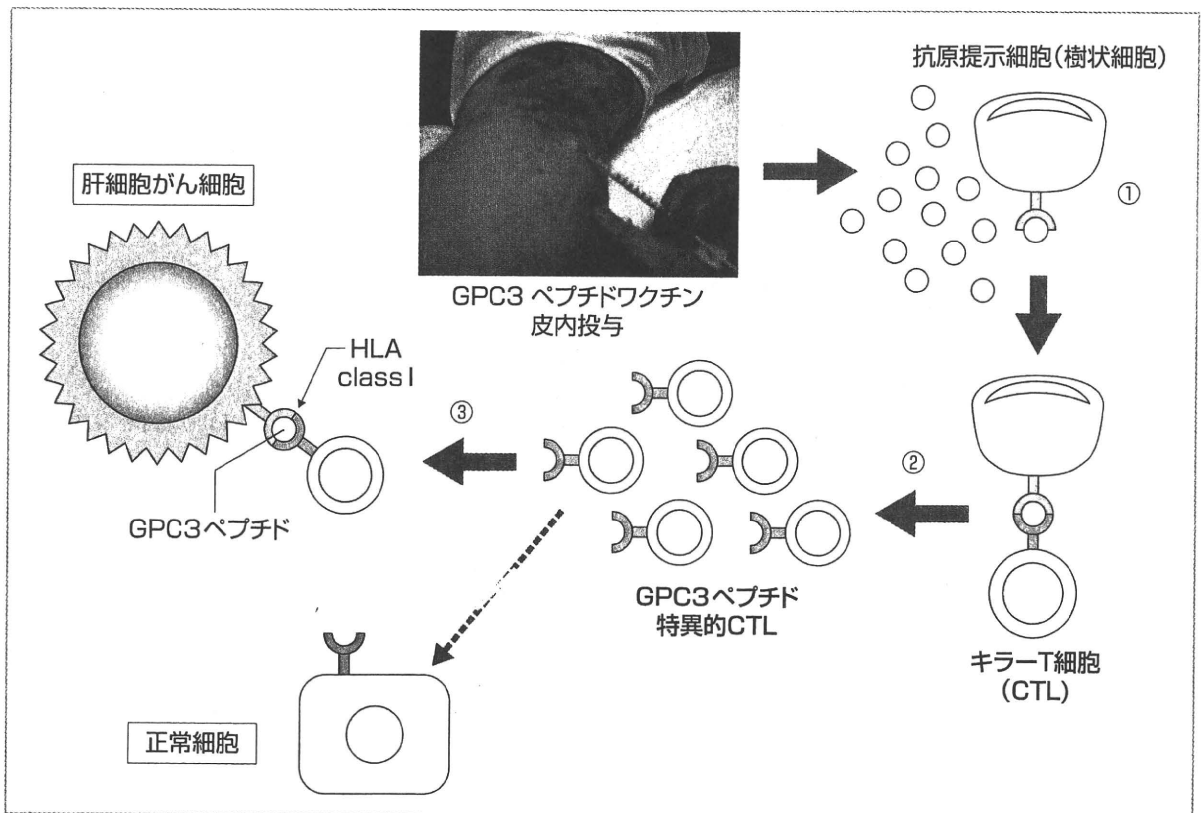 抗原提示細胞(樹状細胞)
①
肝細胞がん細胞
GPC3 ペプチドワクチン
皮内投与
HLA
class I
③
②
GPC3ペプチド
GPC3ペプチド
特異的CTL
キラーT細胞
(CTL)
正常細胞